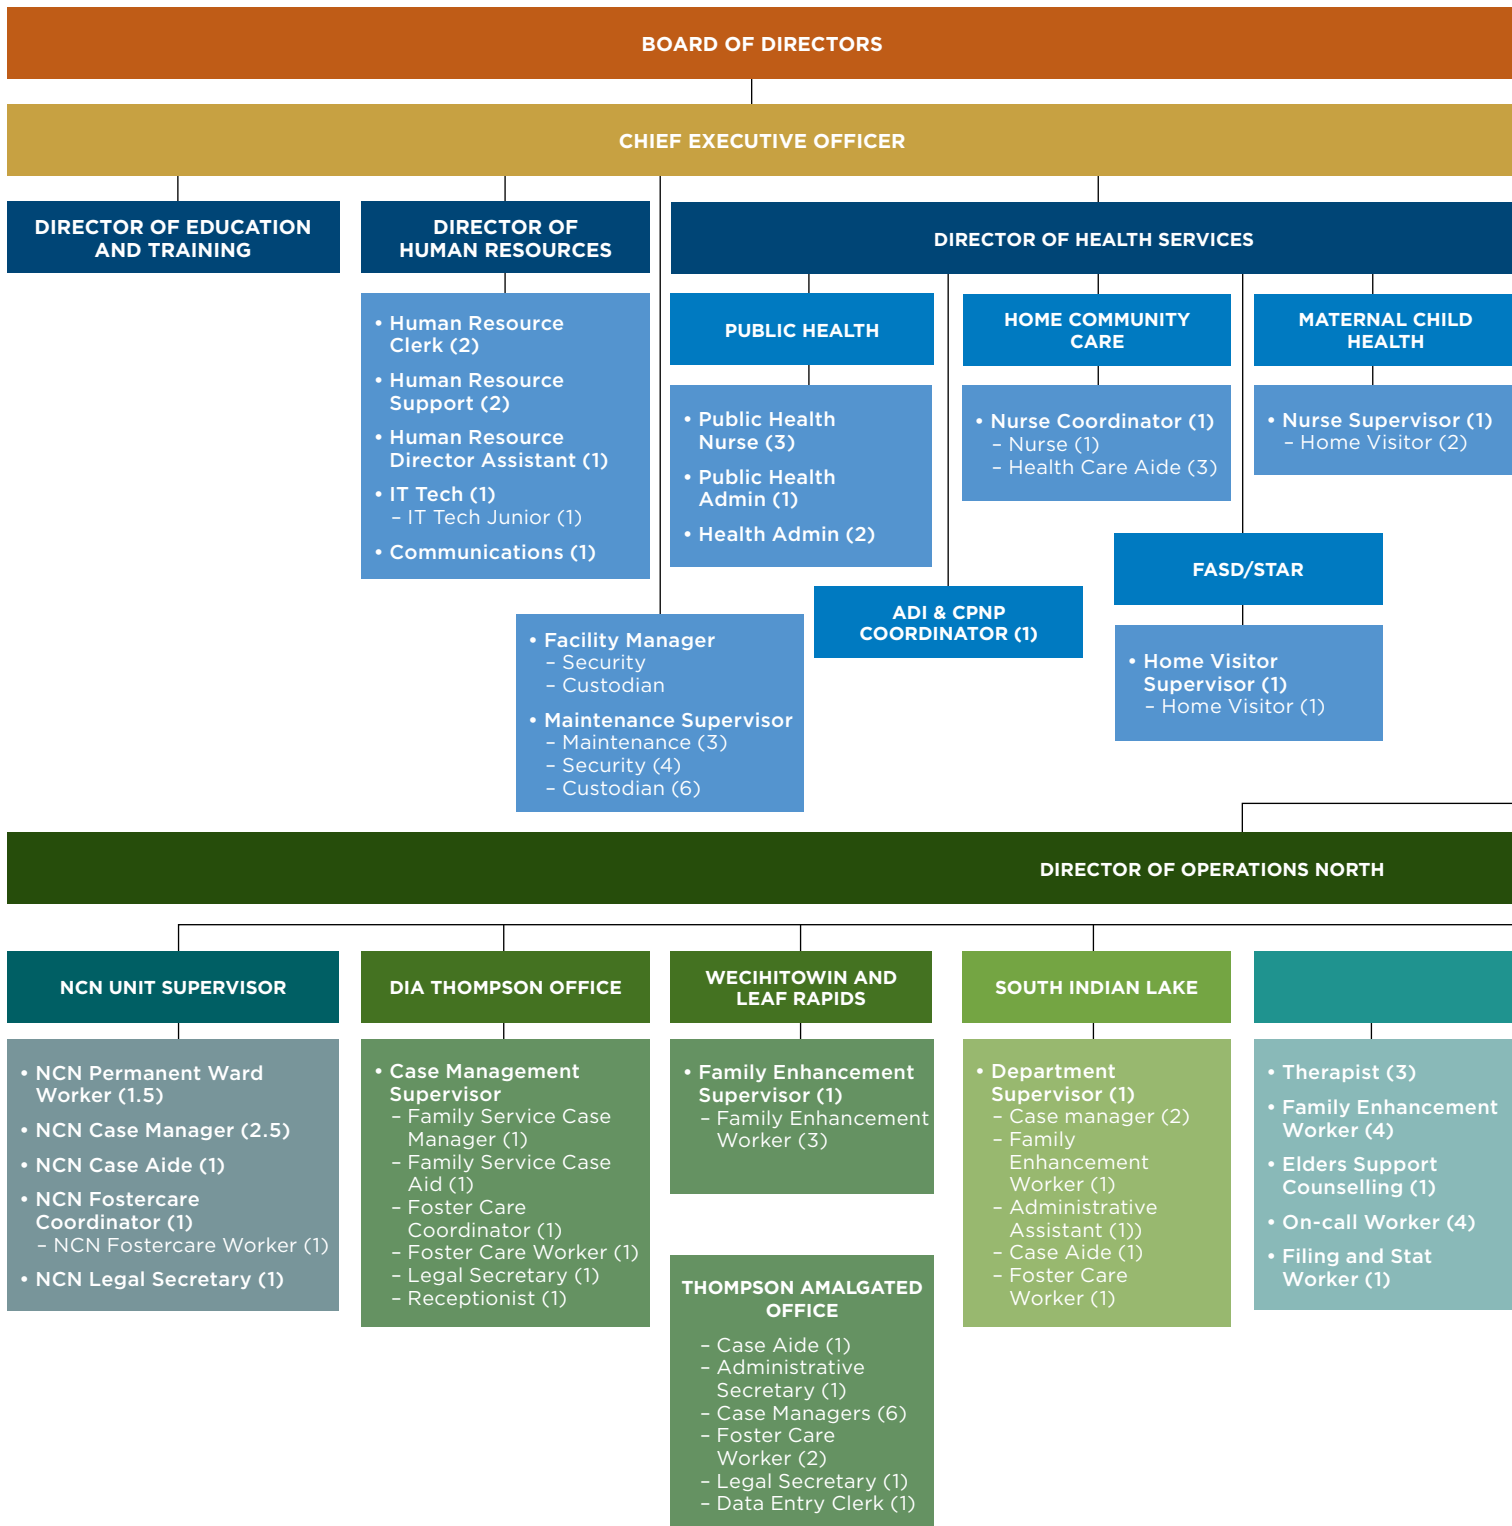 BOARD OF DIRECTORS
CHIEF EXECUTIVE OFFICER
DIRECTOR OF EDUCATION
AND TRAINING
DIRECTOR OF
HUMAN RESOURCES
DIRECTOR OF HEALTH SERVICES
• Human Resource
Clerk (2)
• Human Resource
Support (2)
• Human Resource
Director Assistant (1)
• IT Tech (1)
– IT Tech Junior (1)
• Communications (1)
PUBLIC HEALTH
• Public Health
Nurse (3)
• Public Health
Admin (1)
• Health Admin (2)
HOME COMMUNITY
CARE
• Nurse Coordinator (1)
– Nurse (1)
– Health Care Aide (3)
MATERNAL CHILD
HEALTH
• Nurse Supervisor (1)
– Home Visitor (2)
FASD/STAR
• Home Visitor
Supervisor (1)
– Home Visitor (1)
ADI & CPNP
COORDINATOR (1)
• Facility Manager
– Security
– Custodian
• Maintenance Supervisor
– Maintenance (3)
– Security (4)
– Custodian (6)
DIRECTOR OF OPERATIONS NORTH
NCN UNIT SUPERVISOR
• NCN Permanent Ward
Worker (1.5)
• NCN Case Manager (2.5)
• NCN Case Aide (1)
• NCN Fostercare
Coordinator (1)
– NCN Fostercare Worker (1)
• NCN Legal Secretary (1)
DIA THOMPSON OFFICE
• Case Management
Supervisor
– Family Service Case
Manager (1)
– Family Service Case
Aid (1)
– Foster Care
Coordinator (1)
– Foster Care Worker (1)
– Legal Secretary (1)
– Receptionist (1)
WECIHITOWIN AND
LEAF RAPIDS
• Family Enhancement
Supervisor (1)
– Family Enhancement
Worker (3)
THOMPSON AMALGATED
OFFICE
– Case Aide (1)
– Administrative
Secretary (1)
– Case Managers (6)
– Foster Care
Worker (2)
– Legal Secretary (1)
– Data Entry Clerk (1)
SOUTH INDIAN LAKE
• Department
Supervisor (1)
– Case manager (2)
– Family
Enhancement
Worker (1)
– Administrative
Assistant (1))
– Case Aide (1)
– Foster Care
Worker (1)
• Therapist (3)
• Family Enhancement
Worker (4)
• Elders Support
Counselling (1)
• On-call Worker (4)
• Filing and Stat
Worker (1)